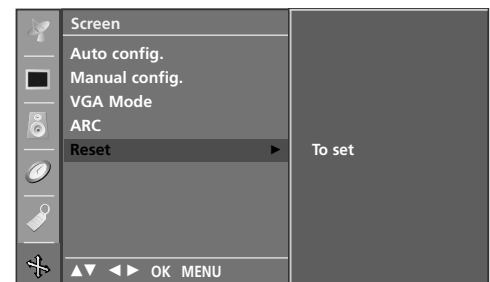 Screen
Auto config.
Manual config.
VGA Mode
ARC
Reset ► To set
▲▼ ◄► OK MENU